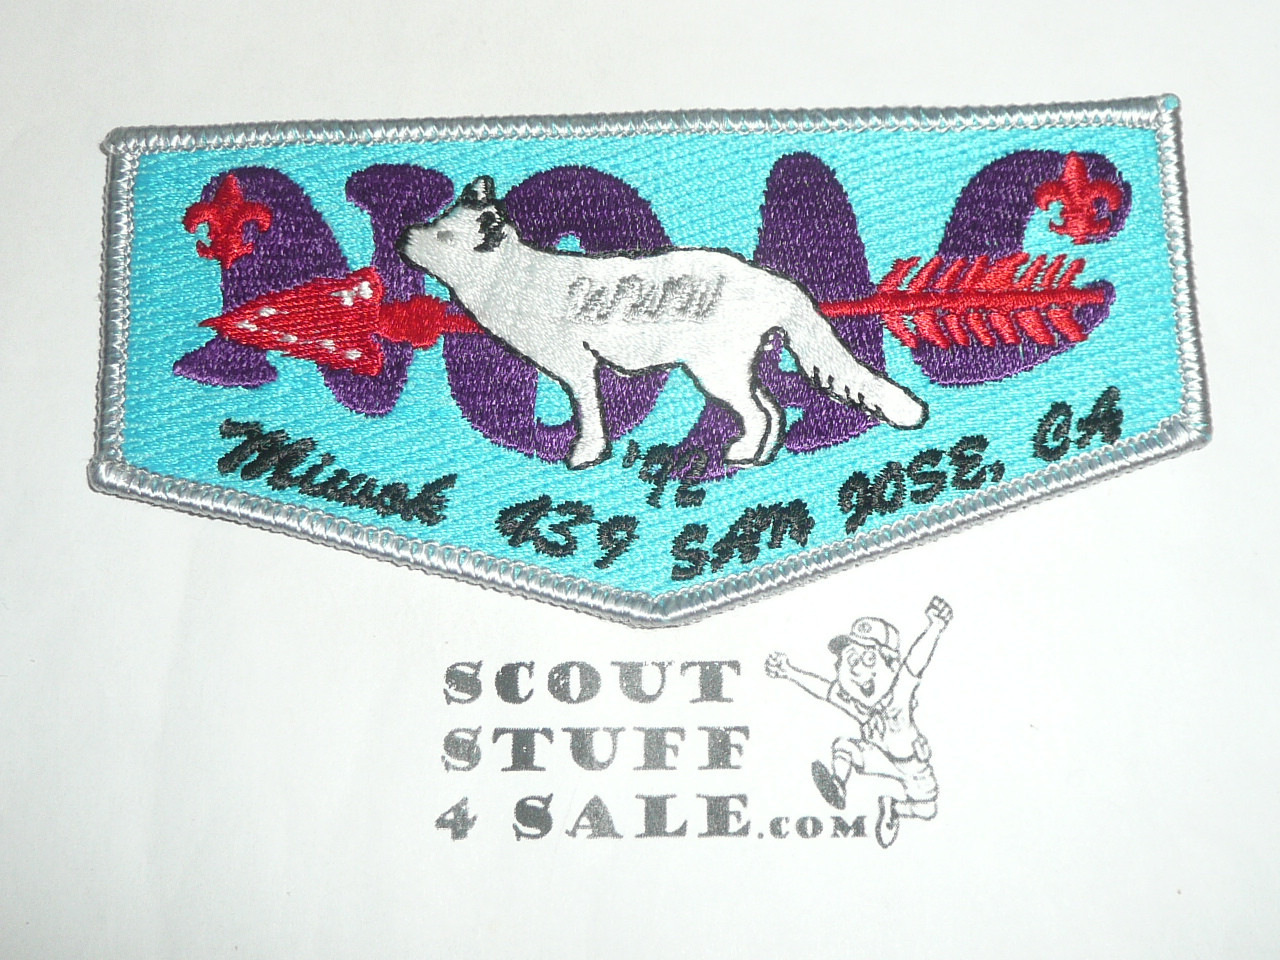 NOAC
WWW
'92
Miwok 439 SAN JOSE, CA
SCOUT
STUFF
4 SALE.COM